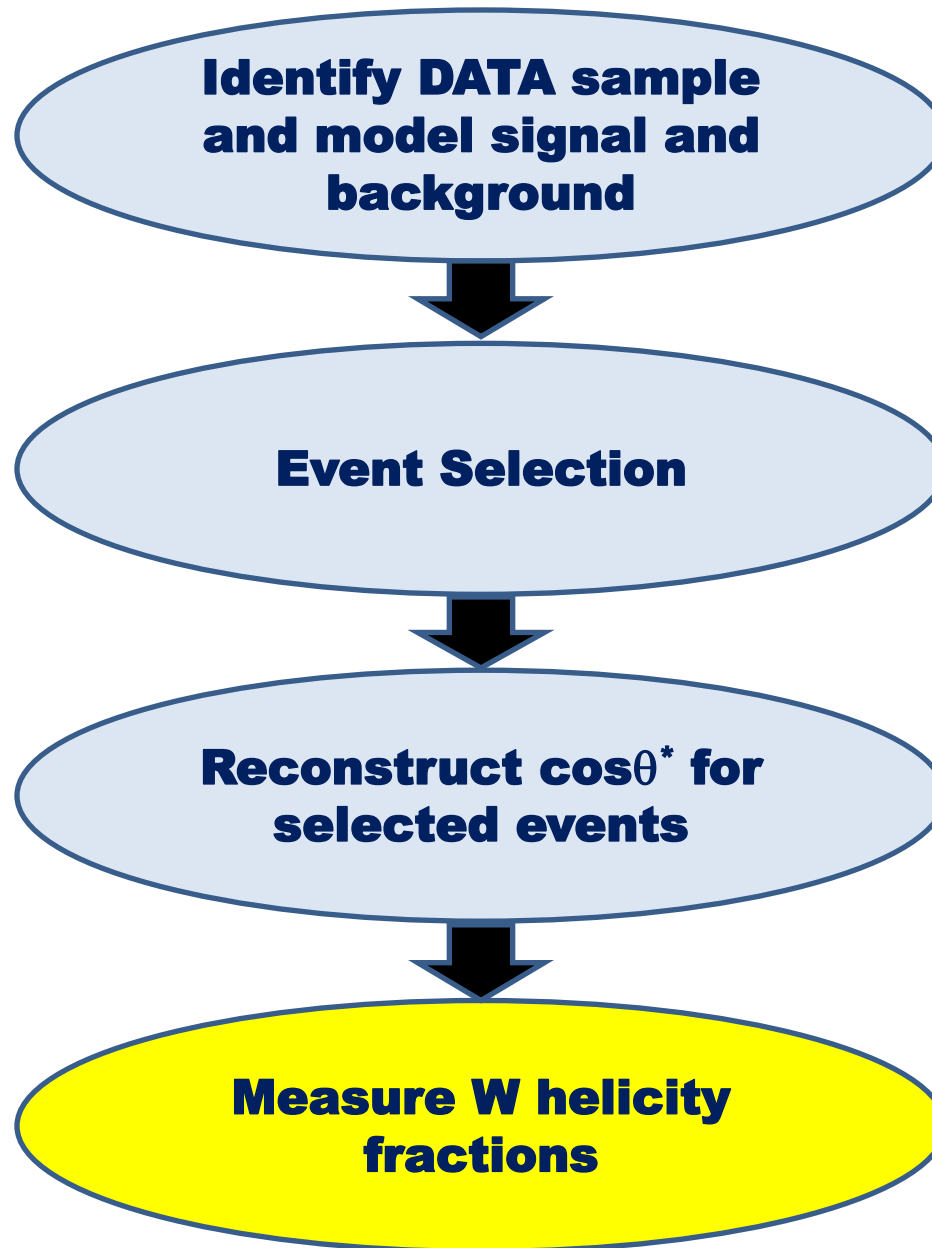 Identify DATA sample
and model signal and
background
Event Selection
Reconstruct cosθ* for
selected events
Measure W helicity
fractions